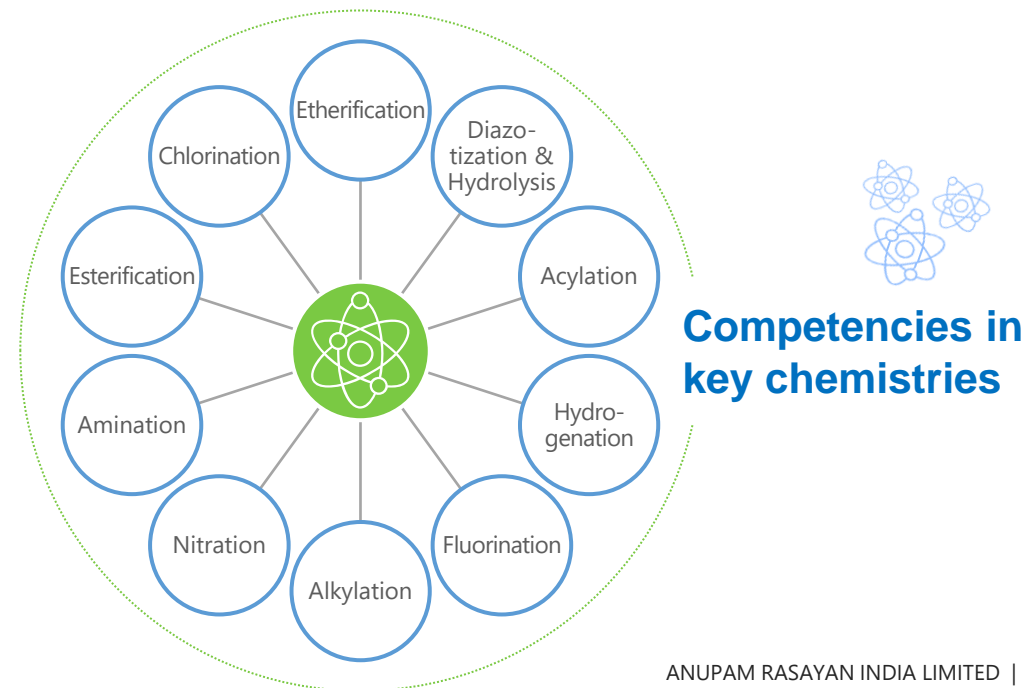 Etherification
Diazo-
tization &
Hydrolysis
Acylation
Hydro-
genation
Fluorination
Alkylation
Nitration
Amination
Esterification
Chlorination
Competencies in
key chemistries
ANUPAM RASAYAN INDIA LIMITED |